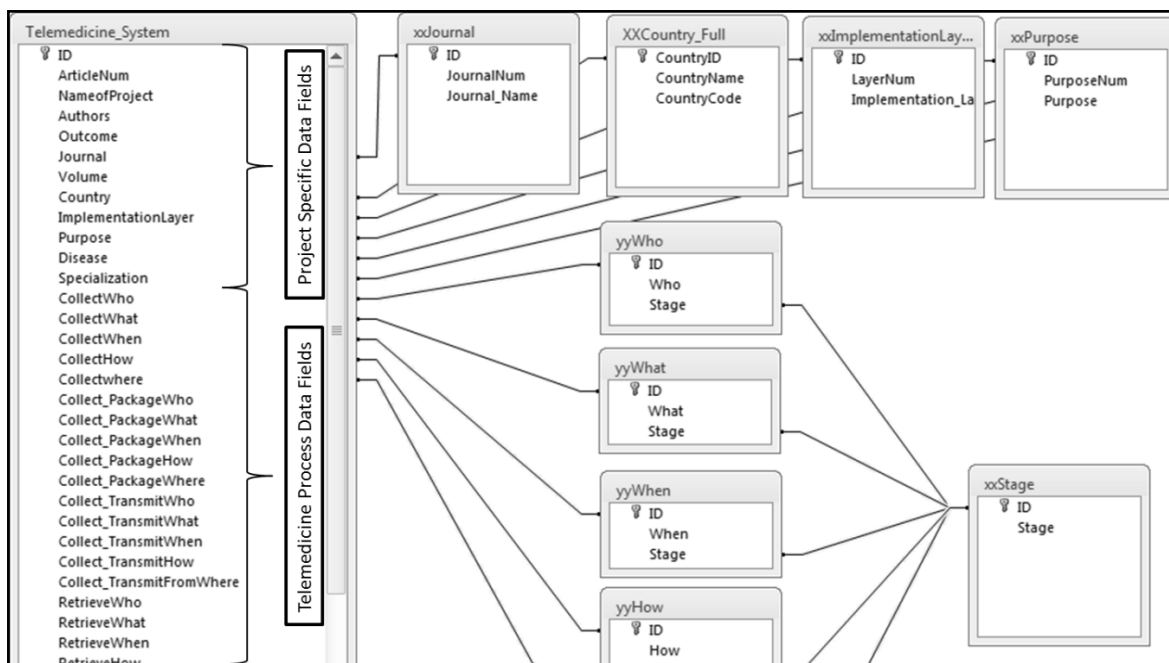 Telemedicine_System
ID
ArticleNum
NameofProject
Authors
Outcome
Journal
Volume
Country
ImplementationLayer
Purpose
Disease
Specialization
CollectWho
CollectWhat
CollectWhen
CollectHow
Collectwhere
Collect_PackageWho
Collect_PackageWhat
Collect_PackageWhen
Collect_PackageHow
Collect_PackageWhere
Collect_TransmitWho
Collect_TransmitWhat
Collect_TransmitWhen
Collect_TransmitHow
Collect_TransmitFromWhere
RetrieveWho
RetrieveWhat
RetrieveWhen
RetrieveHow
Project Specific Data Fields
Telemedicine Process Data Fields
xxJournal
ID
JournalNum
Journal_Name
XXCountry_Full
CountryID
CountryName
CountryCode
xxImplementationLay...
ID
LayerNum
Implementation_La
xxPurpose
ID
PurposeNum
Purpose
yyWho
ID
Who
Stage
yyWhat
ID
What
Stage
yyWhen
ID
When
Stage
yyHow
ID
How
xxStage
ID
Stage